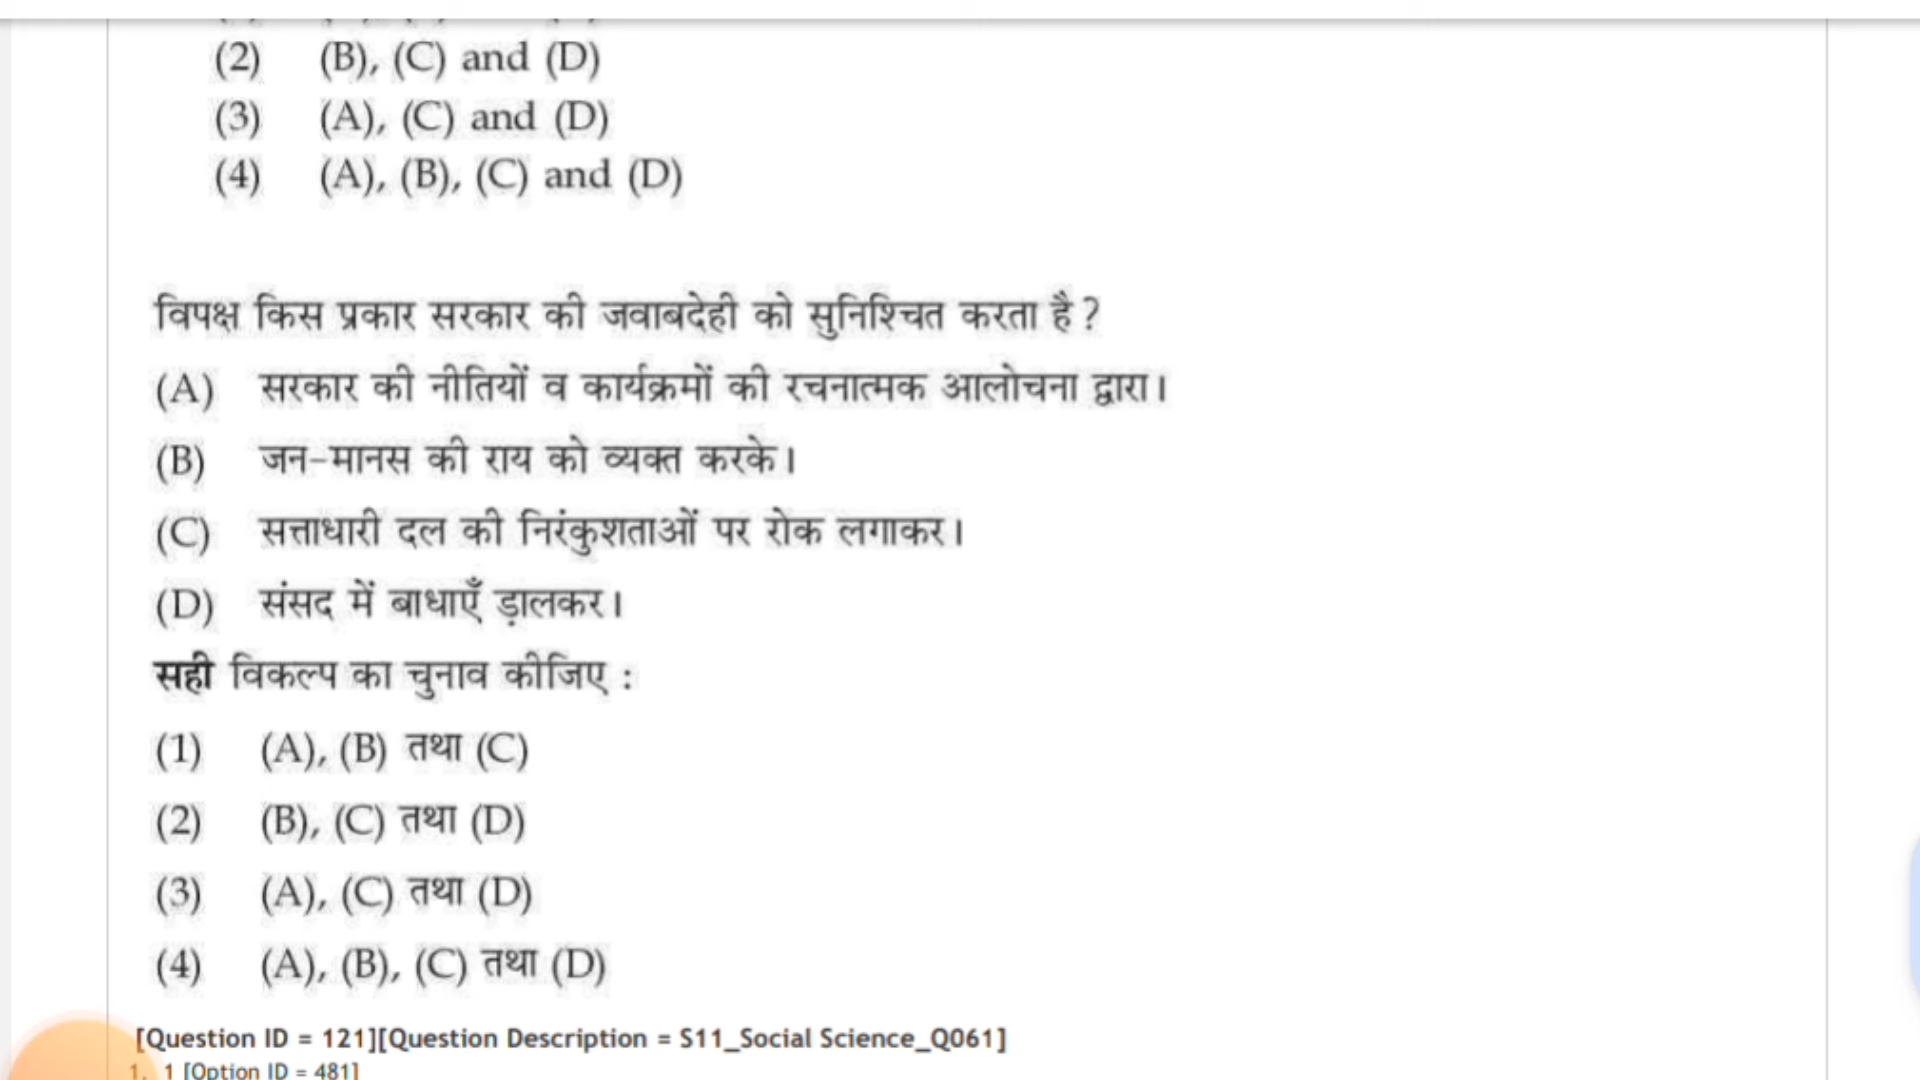 (2) (B), (C) and (D)
(3) (A), (C) and (D)
(4) (A), (B), (C) and (D)
विपक्ष किस प्रकार सरकार की जवाबदेही को सुनिश्चित करता है ?
(A) सरकार की नीतियों व कार्यक्रमों की रचनात्मक आलोचना द्वारा।
(B) जन-मानस की राय को व्यक्त करके।
(C) सत्ताधारी दल की निरंकुशताओं पर रोक लगाकर।
(D) संसद में बाधाएँ ड़ालकर।
सही विकल्प का चुनाव कीजिए :
(1) (A), (B) तथा (C)
(2) (B), (C) तथा (D)
(3) (A), (C) तथा (D)
(4) (A), (B), (C) तथा (D)
[Question ID = 121][Question Description = S11_Social Science_Q061]
1. 1 [Option ID = 481]